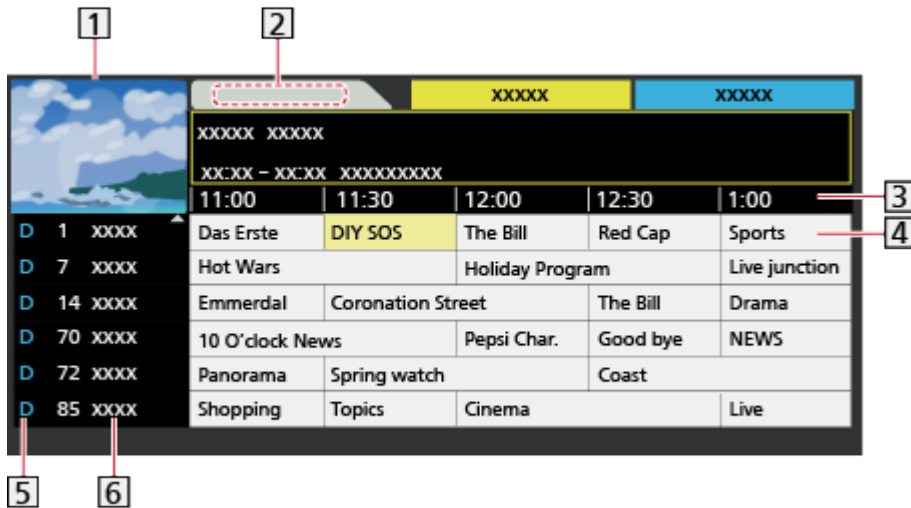 1 2
xxxxx xxxxx
xxxxx xxxxx
xx:xx – xx:xx xxxxxxxxx
11:00 11:30 12:00 12:30 1:00 3
D 1 xxxx Das Erste DIY SOS The Bill Red Cap Sports 4
D 7 xxxx Hot Wars Holiday Program Live junction
D 14 xxxx Emmerdal Coronation Street The Bill Drama
D 70 xxxx 10 O'clock News Pepsi Char. Good bye NEWS
D 72 xxxx Panorama Spring watch Coast
D 85 xxxx Shopping Topics Cinema Live
5 6